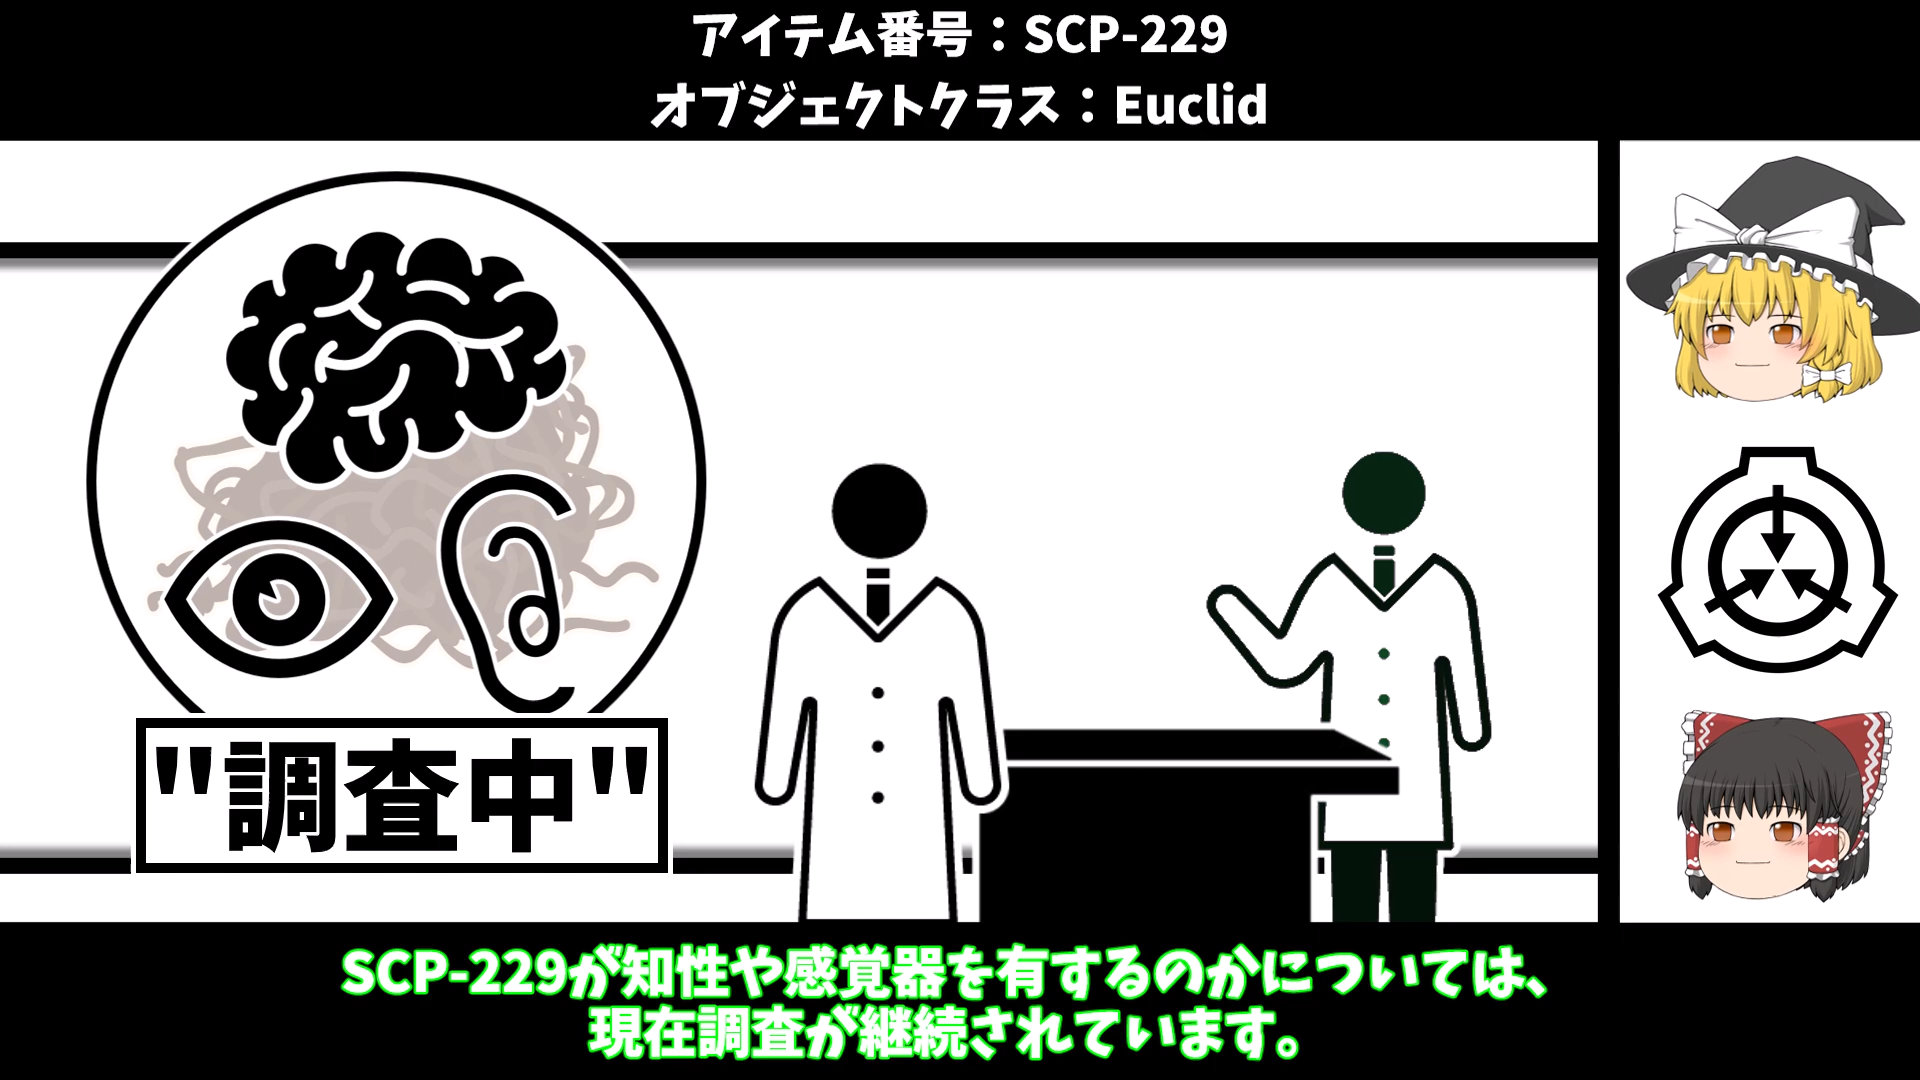 アイテム番号：SCP-229
オブジェクトクラス：Euclid
"調査中"
SCP-229が知性や感覚器を有するのかについては、
現在調査が継続されています。